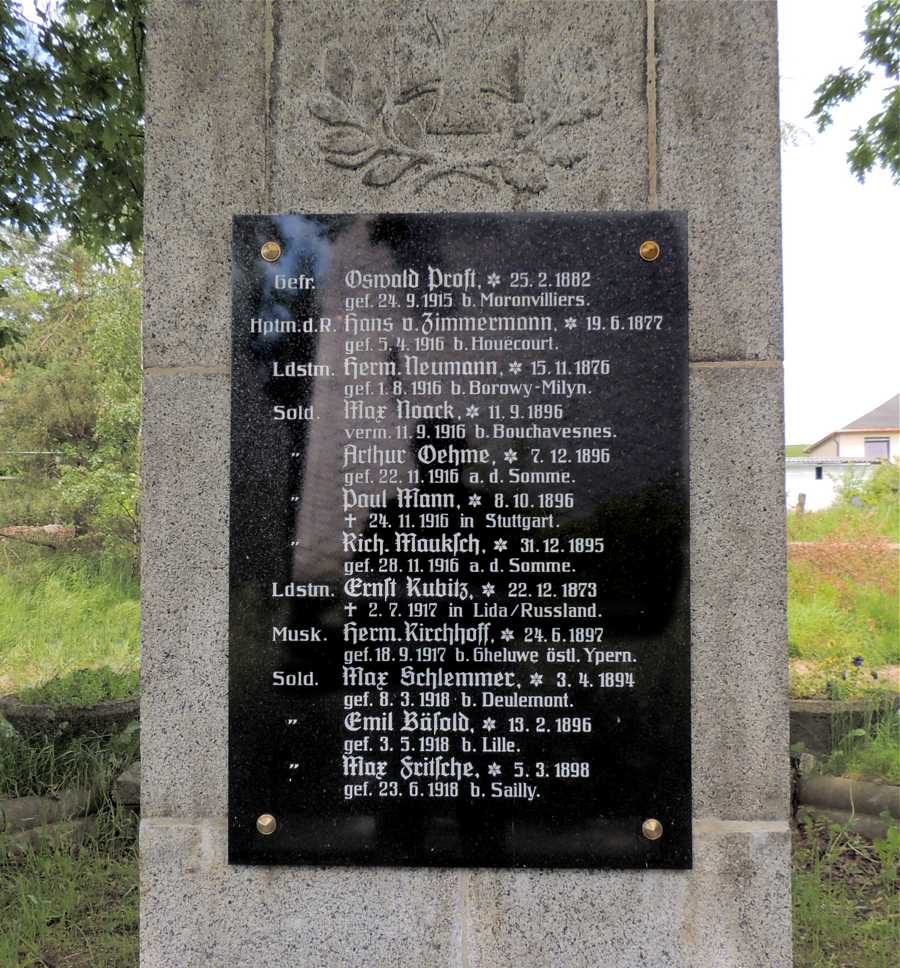 Gefr. Oswald Proſt, ✶ 25. 2. 1882
gef. 24. 9. 1915 b. Moronvilliers.
Hptm.d.R. Hans v. Zimmermann, ✶ 19. 6. 1877
gef. 5. 4. 1916 b. Houécourt.
Ldstm. Herm. Neumann, ✶ 15. 11. 1876
gef. 1. 8. 1916 b. Borowy-Milyn.
Sold. Max Noack, ✶ 11. 9. 1896
verm. 11. 9. 1916 b. Bouchavesnes.
" Arthur Oehme, ✶ 7. 12. 1896
gef. 22. 11. 1916 a. d. Somme.
" Paul Mann, ✶ 8. 10. 1896
✝ 24. 11. 1916 in Stuttgart.
" Rich. Maukſch, ✶ 31. 12. 1895
gef. 28. 11. 1916 a. d. Somme.
Ldstm. Ernſt Kubitz, ✶ 22. 12. 1873
✝ 2. 7. 1917 in Lida/Russland.
Musk. Herm. Kirchhoff, ✶ 24. 6. 1897
gef. 18. 9. 1917 b. Gheluwe östl. Ypern.
Sold. Max Schlemmer, ✶ 3. 4. 1894
gef. 8. 3. 1918 b. Deulemont.
" Emil Bäſold, ✶ 13. 2. 1896
gef. 3. 5. 1918 b. Lille.
" Max Fritſche, ✶ 5. 3. 1898
gef. 23. 6. 1918 b. Sailly.